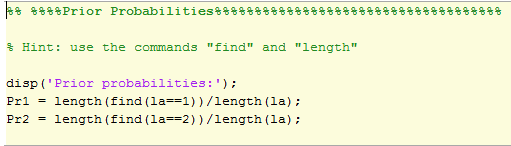 %% %%%%Prior Probabilities%%%%%%%%%%%%%%%%%%%%%%%%%%%%%%%%%%%%
% Hint: use the commands "find" and "length"
disp('Prior probabilities:');
Pr1 = length(find(la==1))/length(la);
Pr2 = length(find(la==2))/length(la);